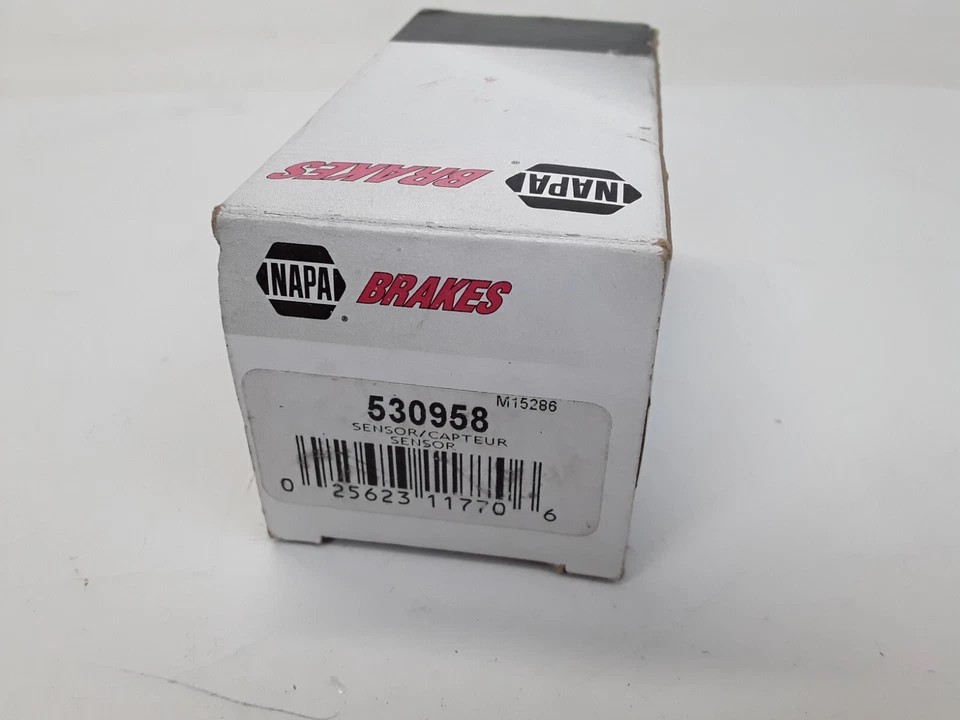 NAPA BRAKES
NAPA BRAKES
530958 M15286
SENSOR/CAPTEUR
SENSOR
0 25623 11770 6